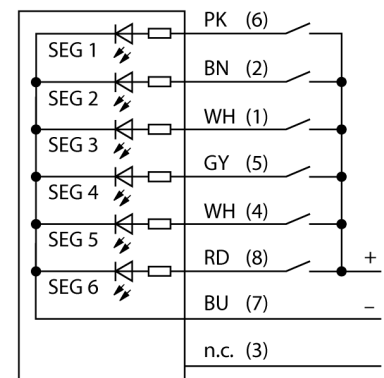 PK (6)
SEG 1
BN (2)
SEG 2
WH (1)
SEG 3
GY (5)
SEG 4
WH (4)
SEG 5
RD (8)
+
SEG 6
BU (7)
–
n.c. (3)